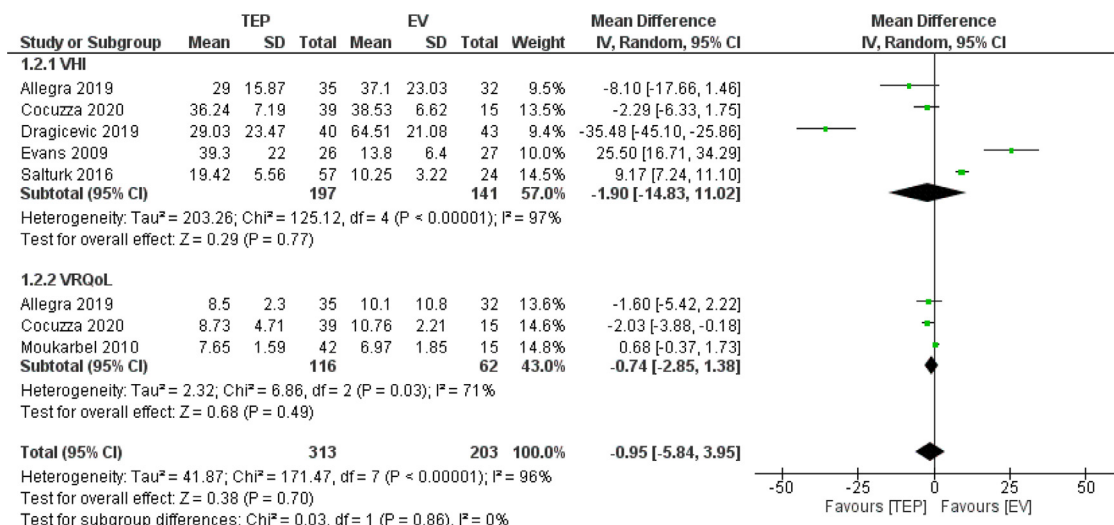 TEP EV Mean Difference Mean Difference
Study or Subgroup Mean SD Total Mean SD Total Weight IV, Random, 95% CI IV, Random, 95% CI
1.2.1 VHI
Allegra 2019 29 15.87 35 37.1 23.03 32 9.5% -8.10 [-17.66, 1.46]
Cocuzza 2020 36.24 7.19 39 38.53 6.62 15 13.5% -2.29 [-6.33, 1.75]
Dragicevic 2019 29.03 23.47 40 64.51 21.08 43 9.4% -35.48 [-45.10, -25.86]
Evans 2009 39.3 22 26 13.8 6.4 27 10.0% 25.50 [16.71, 34.29]
Salturk 2016 19.42 5.56 57 10.25 3.22 24 14.5% 9.17 [7.24, 11.10]
Subtotal (95% CI) 197 141 57.0% -1.90 [-14.83, 11.02]
Heterogeneity: Tau² = 203.26; Chi² = 125.12, df = 4 (P < 0.00001); I² = 97%
Test for overall effect: Z = 0.29 (P = 0.77)
1.2.2 VRQoL
Allegra 2019 8.5 2.3 35 10.1 10.8 32 13.6% -1.60 [-5.42, 2.22]
Cocuzza 2020 8.73 4.71 39 10.76 2.21 15 14.6% -2.03 [-3.88, -0.18]
Moukarbel 2010 7.65 1.59 42 6.97 1.85 15 14.8% 0.68 [-0.37, 1.73]
Subtotal (95% CI) 116 62 43.0% -0.74 [-2.85, 1.38]
Heterogeneity: Tau² = 2.32; Chi² = 6.86, df = 2 (P = 0.03); I² = 71%
Test for overall effect: Z = 0.68 (P = 0.49)
Total (95% CI) 313 203 100.0% -0.95 [-5.84, 3.95]
Heterogeneity: Tau² = 41.87; Chi² = 171.47, df = 7 (P < 0.00001); I² = 96%
Test for overall effect: Z = 0.38 (P = 0.70)
Test for subgroup differences: Chi² = 0.03, df = 1 (P = 0.86), I² = 0%
-50 -25 0 25 50
Favours [TEP] Favours [EV]